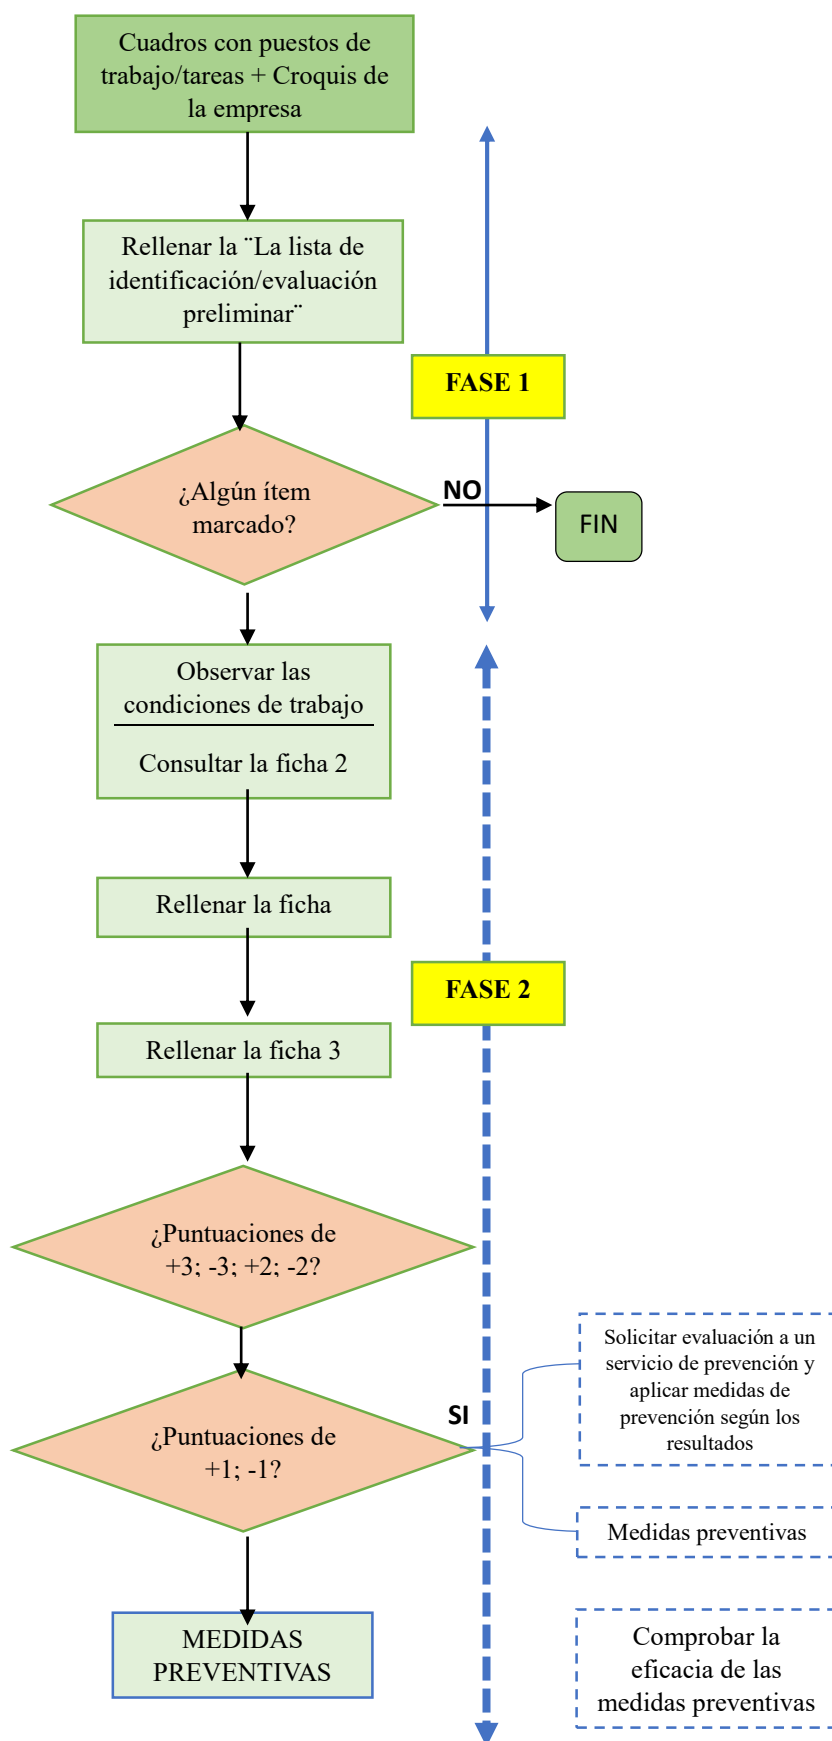 Cuadros con puestos de
trabajo/tareas + Croquis de
la empresa
Rellenar la ¨La lista de
identificación/evaluación
preliminar¨
FASE 1
¿Algún ítem
marcado?
NO
FIN
Observar las
condiciones de trabajo
Consultar la ficha 2
Rellenar la ficha
FASE 2
Rellenar la ficha 3
¿Puntuaciones de
+3; -3; +2; -2?
¿Puntuaciones de
+1; -1?
SI
Solicitar evaluación a un
servicio de prevención y
aplicar medidas de
prevención según los
resultados
Medidas preventivas
MEDIDAS
PREVENTIVAS
Comprobar la
eficacia de las
medidas preventivas